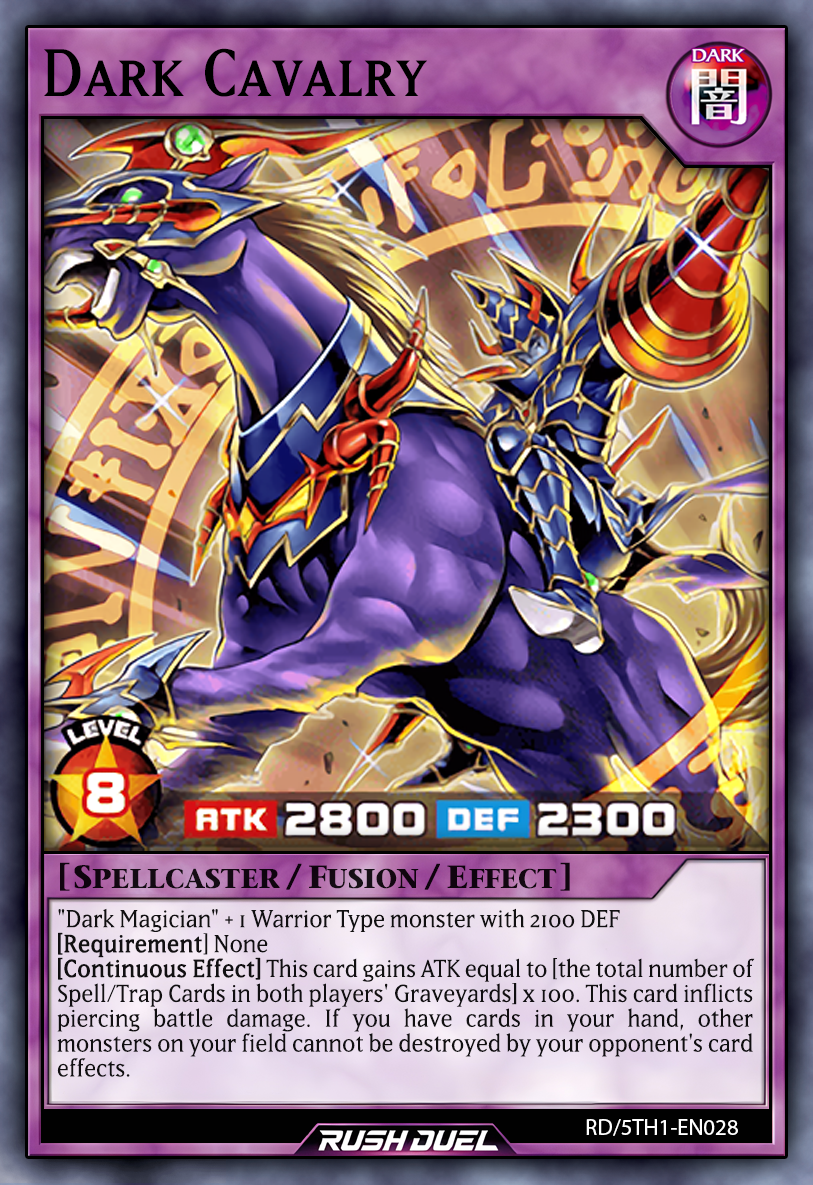 Dark Cavalry
DARK
闇
LEVEL
8
ATK 2800 DEF 2300
[Spellcaster / Fusion / Effect]
"Dark Magician" + 1 Warrior Type monster with 2100 DEF
[Requirement] None
[Continuous Effect] This card gains ATK equal to [the total number of
Spell/Trap Cards in both players' Graveyards] x 100. This card inflicts
piercing battle damage. If you have cards in your hand, other
monsters on your field cannot be destroyed by your opponent's card
effects.
RD/5TH1-EN028
RUSH DUEL